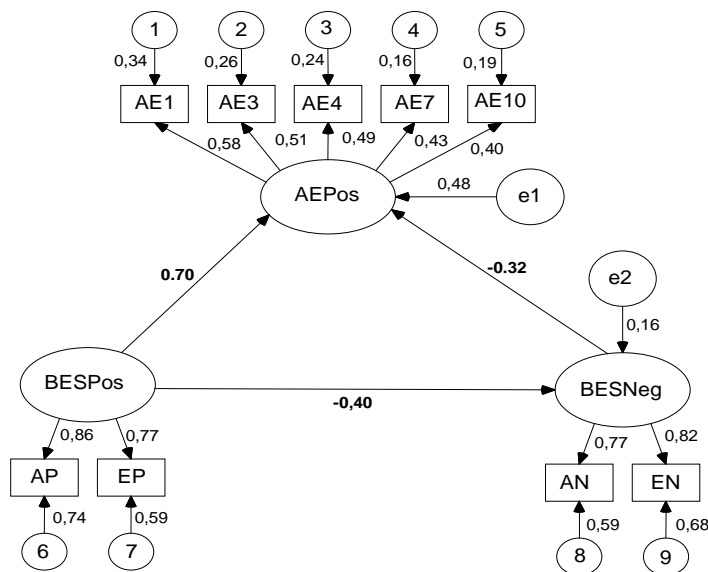 1 2 3 4 5
0,34 0,26 0,24 0,16 0,19
AE1 AE3 AE4 AE7 AE10
0,58 0,51 0,49 0,43 0,40
AEPos 0,48 e1
0.70 -0.32 e2
0,16
BESPos BESNeg
-0,40
0,86 0,77 0,77 0,82
AP EP AN EN
0,74 0,59 0,59 0,68
6 7 8 9